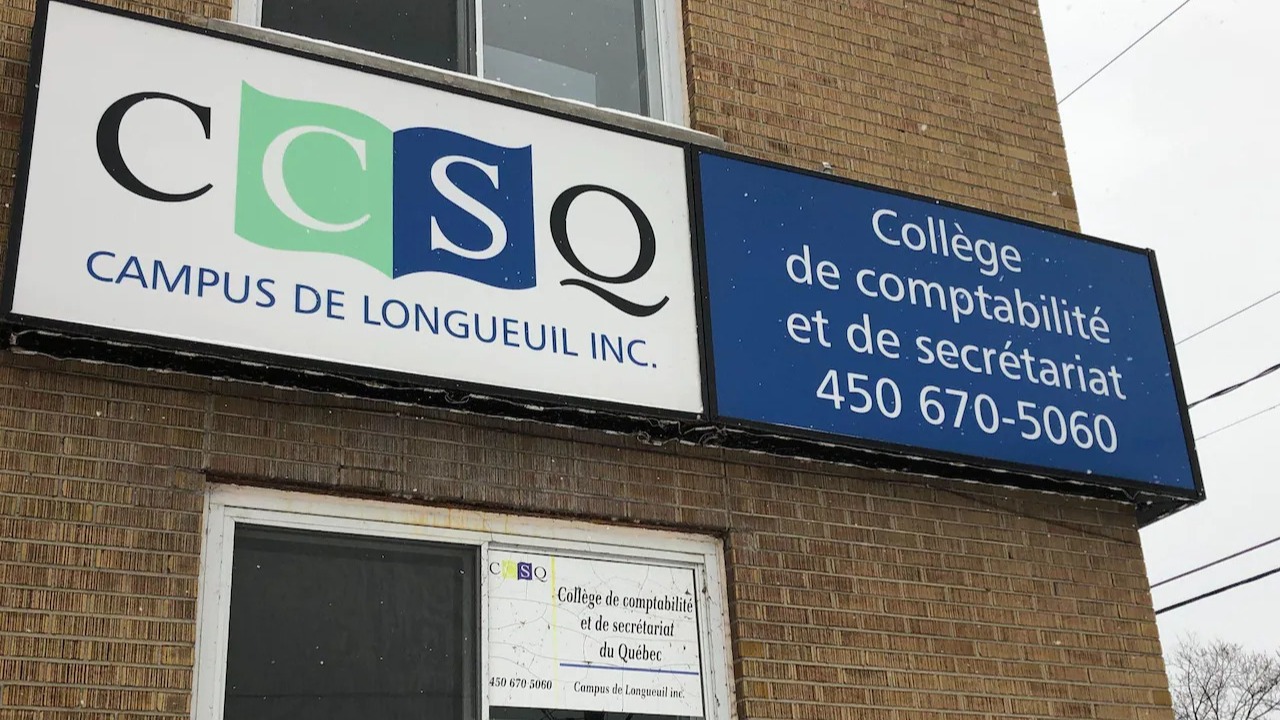 CCSQ
CAMPUS DE LONGUEUIL INC.
Collège
de comptabilité
et de secrétariat
450 670-5060
CCSQ
Collège de comptabilité
et de secrétariat
du Québec
450 670 5060
Campus de Longueuil inc.